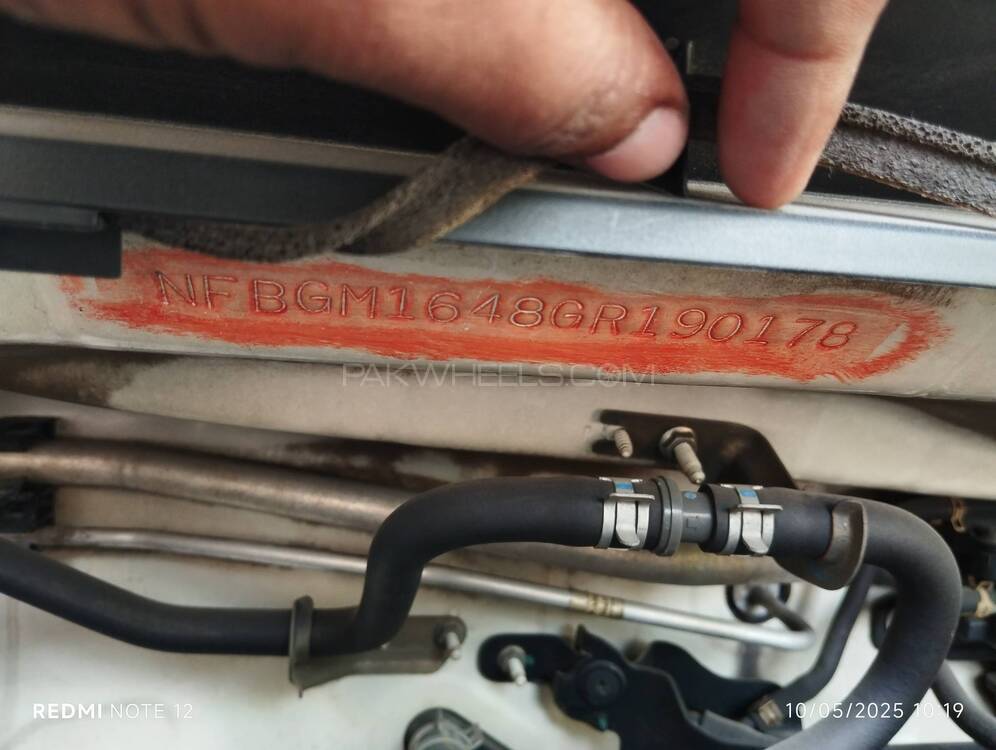 NFBGM1648GR190178
PAKWHEELS.COM
REDMI NOTE 12
10/05/2025 10:19